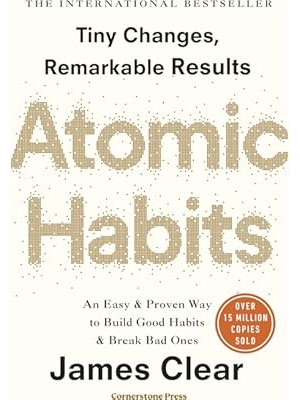 THE INTERNATIONAL BESTSELLER
Tiny Changes,
Remarkable Results
Atomic
Habits
An Easy & Proven Way
to Build Good Habits
& Break Bad Ones
OVER
15 MILLION
COPIES
SOLD
James Clear
Cornerstone Press